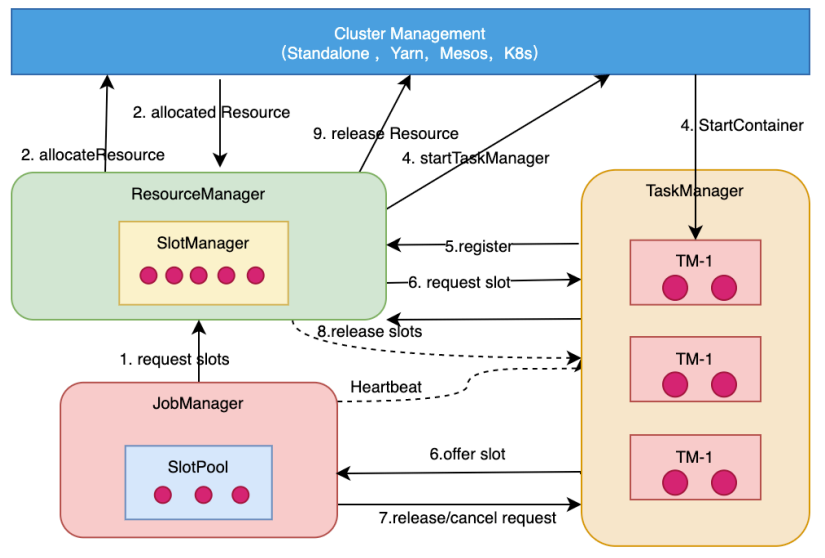 Cluster Management
（Standalone ，Yarn，Mesos，K8s）
2. allocated Resource
9. release Resource
4. StartContainer
2. allocateResource
4. startTaskManager
ResourceManager
TaskManager
SlotManager
5.register
TM-1
6. request slot
8.release slots
1. request slots
TM-1
Heartbeat
JobManager
6.offer slot
TM-1
SlotPool
7.release/cancel request